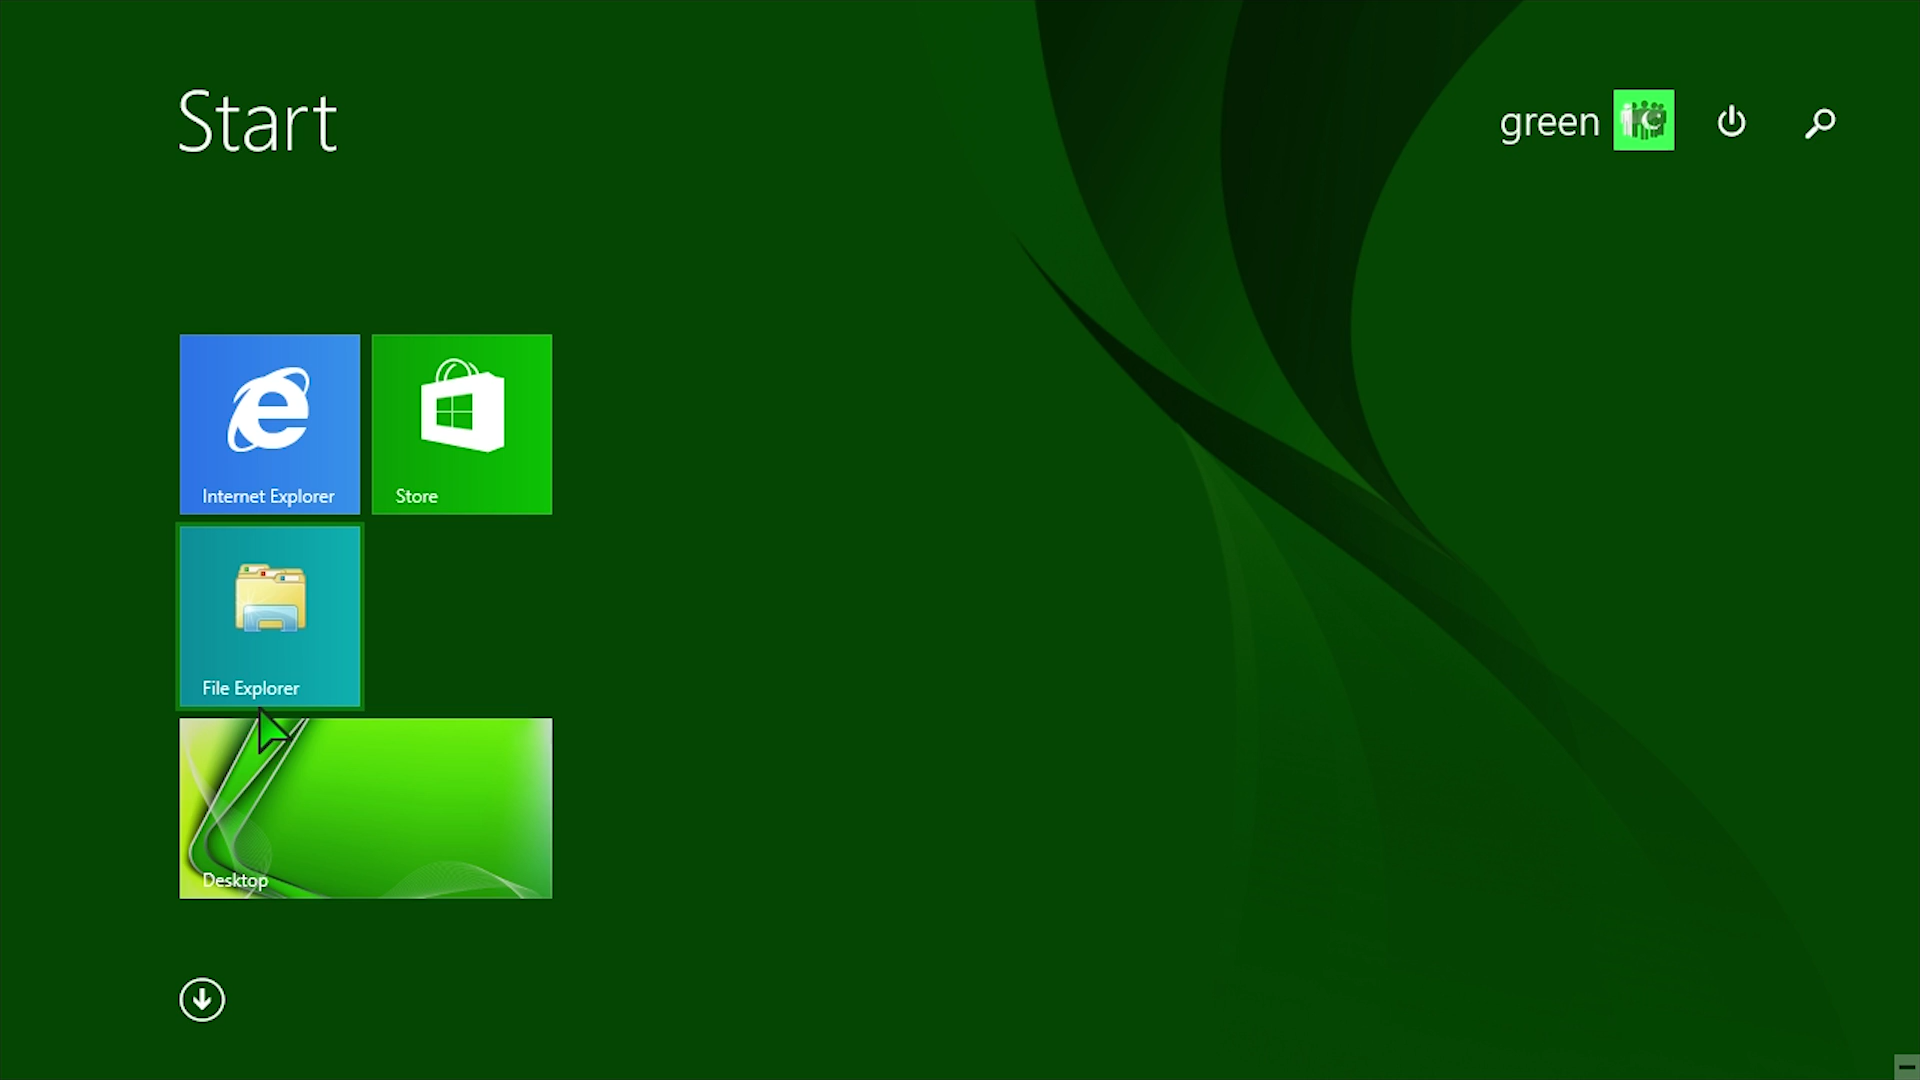 Start
green
Internet Explorer
Store
File Explorer
Desktop